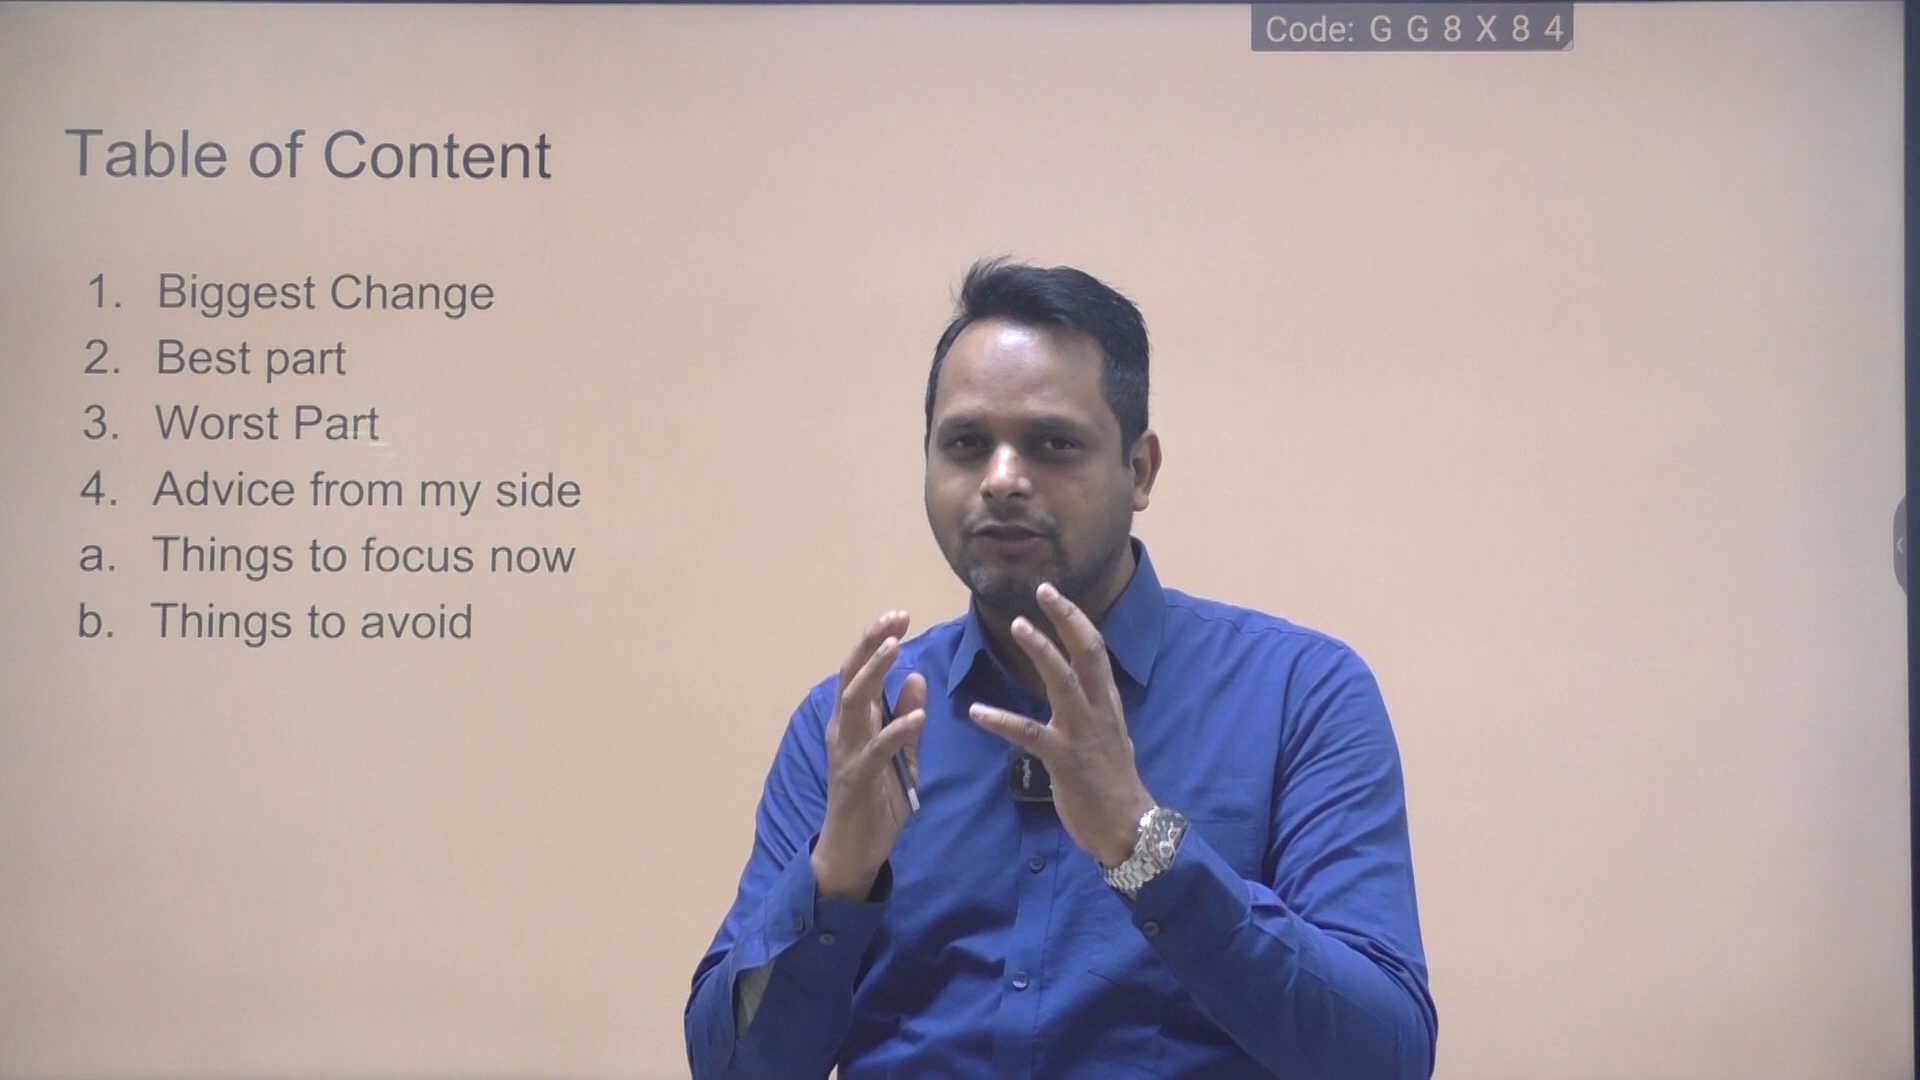 Code: G G 8 X 8 4
Table of Content
1. Biggest Change
2. Best part
3. Worst Part
4. Advice from my side
a. Things to focus now
b. Things to avoid